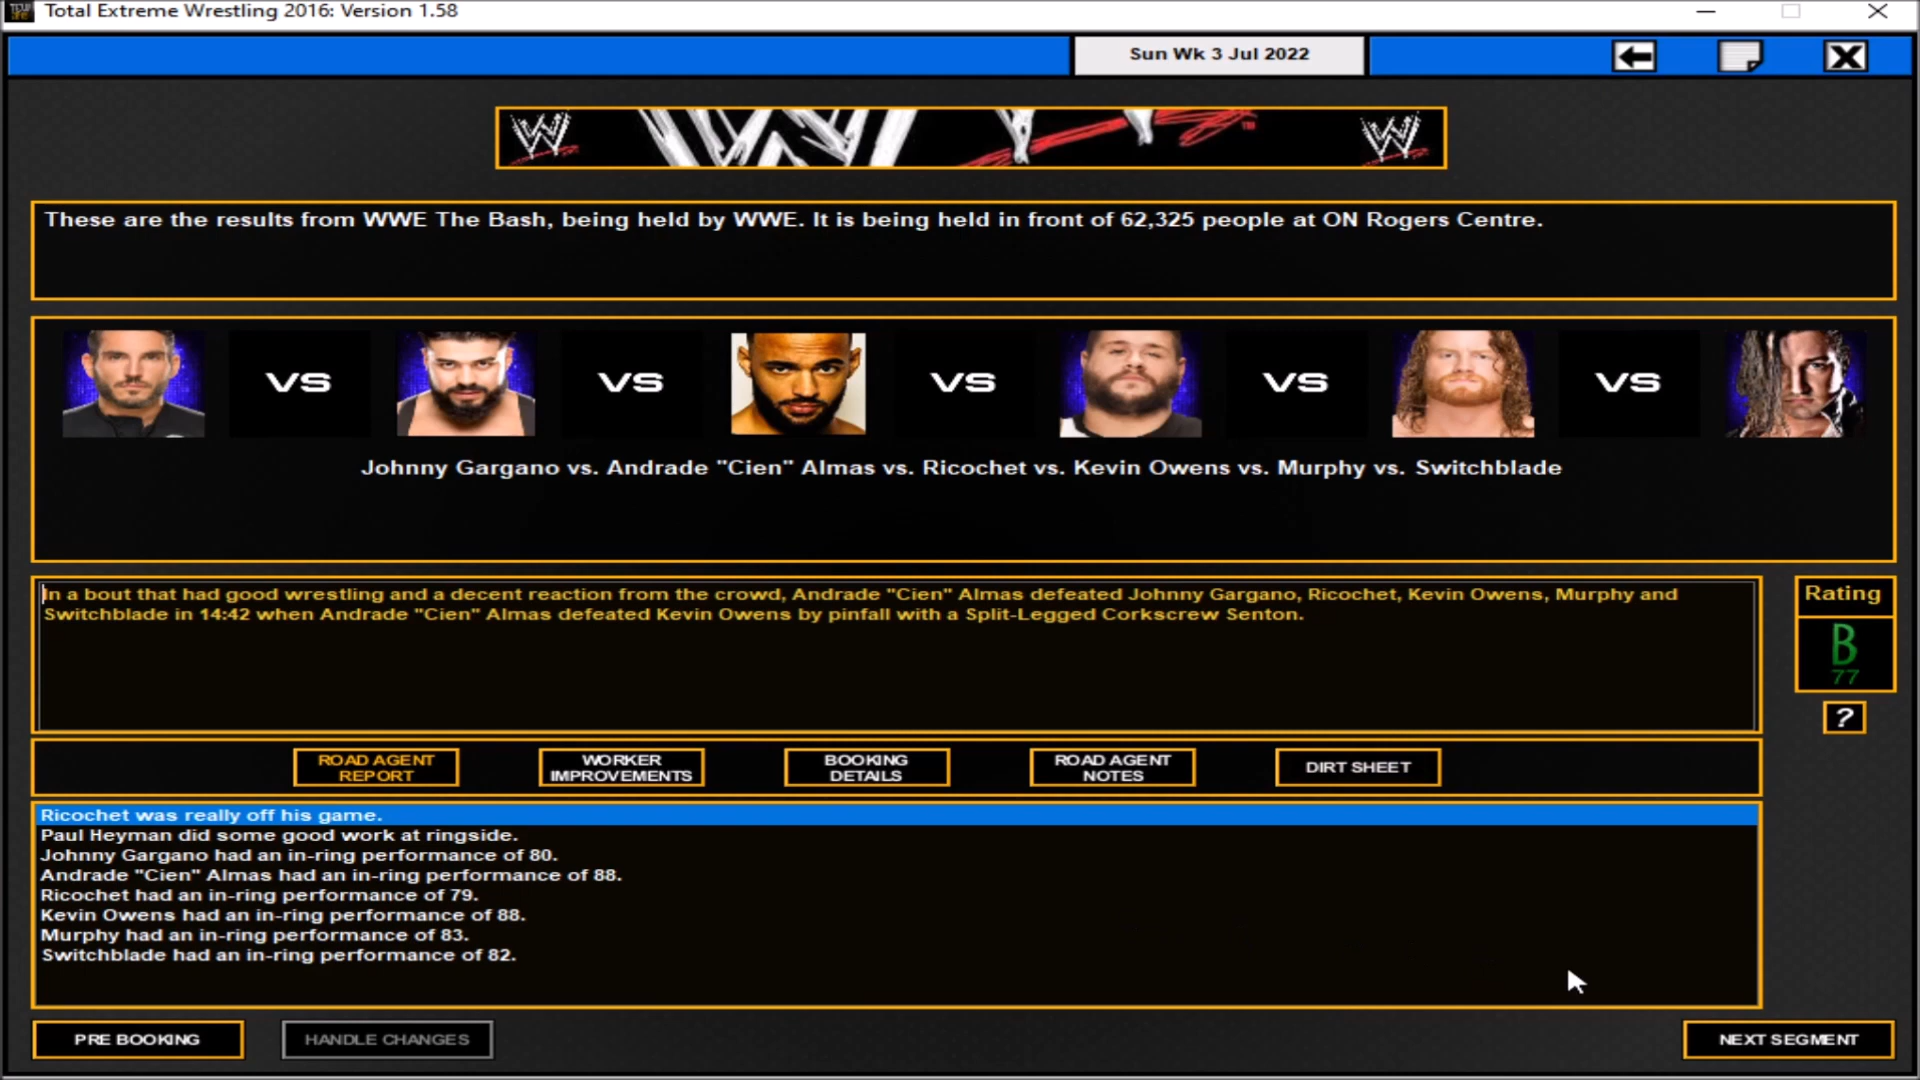 Total Extreme Wrestling 2016: Version 1.58
Sun Wk 3 Jul 2022
These are the results from WWE The Bash, being held by WWE. It is being held in front of 62,325 people at ON Rogers Centre.
VS VS VS VS VS
Johnny Gargano vs. Andrade "Cien" Almas vs. Ricochet vs. Kevin Owens vs. Murphy vs. Switchblade
In a bout that had good wrestling and a decent reaction from the crowd, Andrade "Cien" Almas defeated Johnny Gargano, Ricochet, Kevin Owens, Murphy and
Switchblade in 14:42 when Andrade "Cien" Almas defeated Kevin Owens by pinfall with a Split-Legged Corkscrew Senton.
Rating
B
77
?
ROAD AGENT
REPORT
WORKER
IMPROVEMENTS
BOOKING
DETAILS
ROAD AGENT
NOTES
DIRT SHEET
Ricochet was really off his game.
Paul Heyman did some good work at ringside.
Johnny Gargano had an in-ring performance of 80.
Andrade "Cien" Almas had an in-ring performance of 88.
Ricochet had an in-ring performance of 79.
Kevin Owens had an in-ring performance of 88.
Murphy had an in-ring performance of 83.
Switchblade had an in-ring performance of 82.
PRE BOOKING
HANDLE CHANGES
NEXT SEGMENT